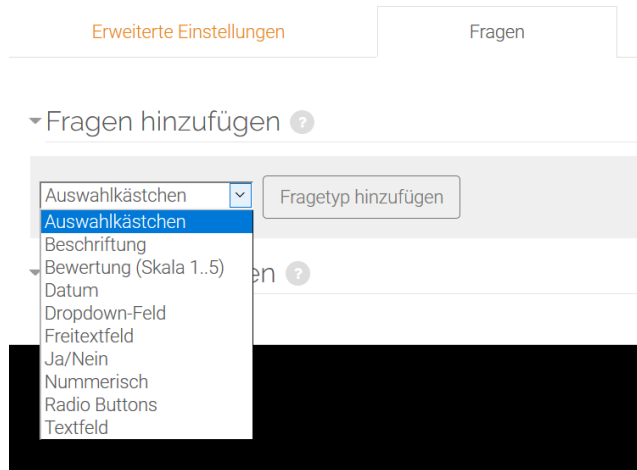 Erweiterte Einstellungen
Fragen
Fragen hinzufügen ?
Auswahlkästchen
Fragetyp hinzufügen
Auswahlkästchen
Beschriftung
Bewertung (Skala 1..5)
en ?
Datum
Dropdown-Feld
Freitextfeld
Ja/Nein
Nummerisch
Radio Buttons
Textfeld